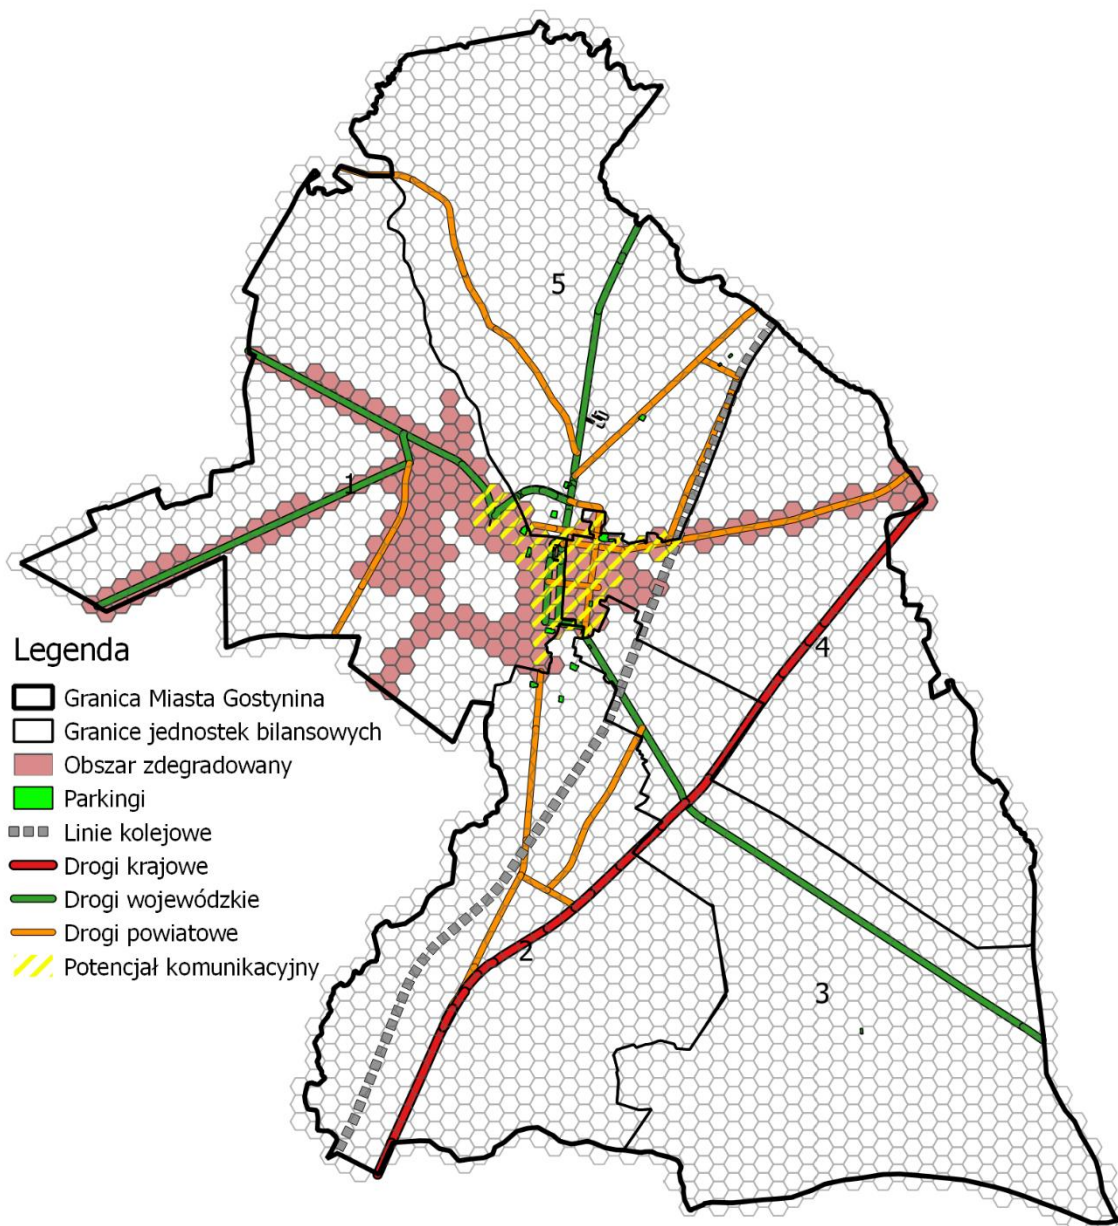 5
1
4
2
3
Legenda
Granica Miasta Gostynina
Granice jednostek bilansowych
Obszar zdegradowany
Parkingi
Linie kolejowe
Drogi krajowe
Drogi wojewódzkie
Drogi powiatowe
Potencjał komunikacyjny